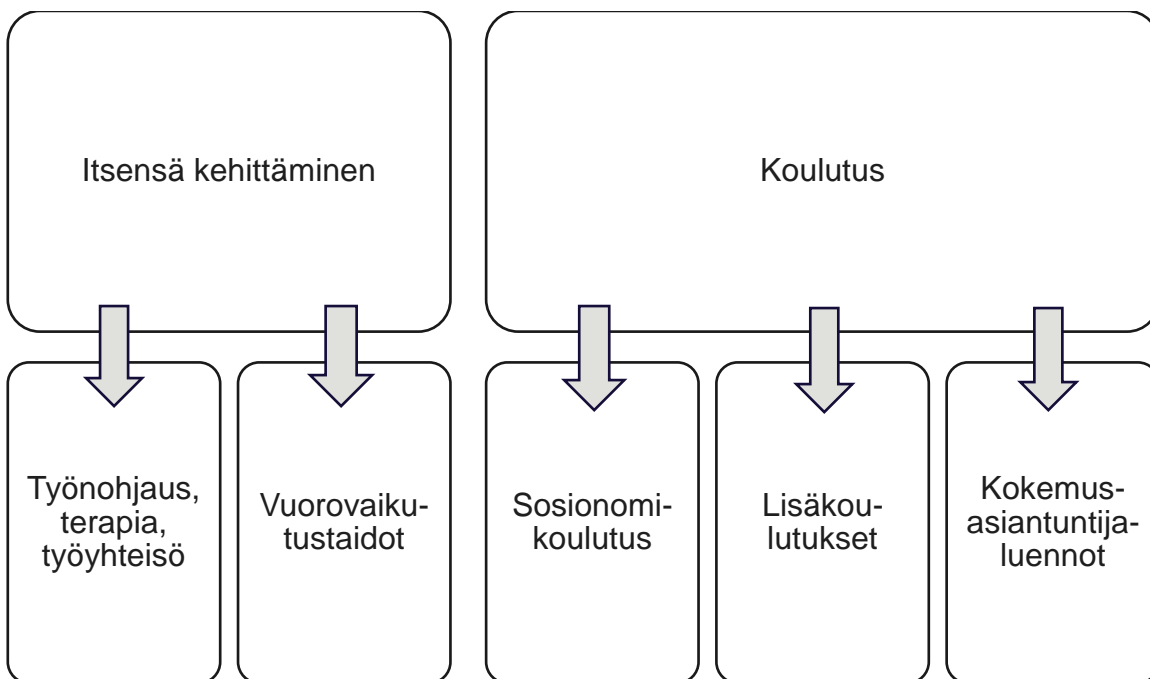 Itsensä kehittäminen
Koulutus
Työnohjaus,
terapia,
työyhteisö
Vuorovaiku-
tustaidot
Sosionomi-
koulutus
Lisäkou-
lutukset
Kokemus-
asiantuntija-
luennot